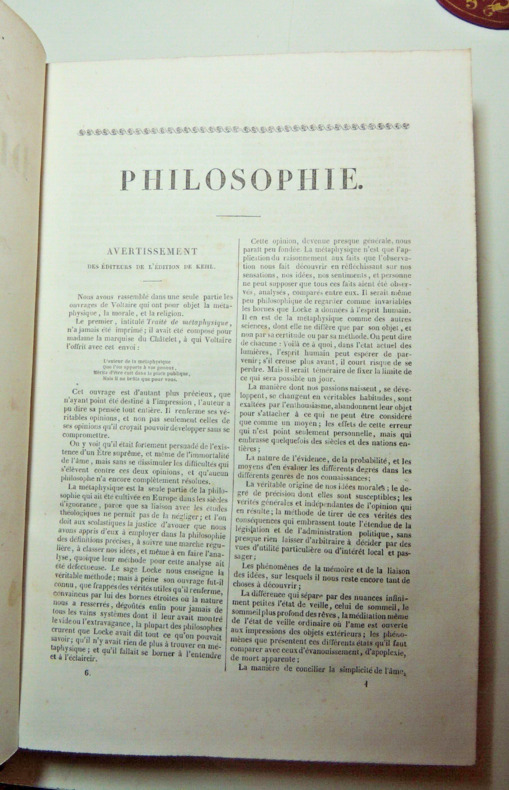 PHILOSOPHIE.
AVERTISSEMENT
DES ÉDITEURS DE L'ÉDITION DE KEHL.
Nous avons rassemblé dans une seule partie les
ouvrages de Voltaire qui ont pour objet la méta-
physique, la morale, et la religion.
Le premier, intitulé Traité de métaphysique,
n'a jamais été imprimé; il avait été composé pour
madame la marquise du Châtelet, à qui Voltaire
l'offrit avec cet envoi:
L'auteur de la métaphysique
Que l'on apporte à vos genoux,
Mérita d'être cuit dans la place publique,
Mais il ne brûla que pour vous.
Cet ouvrage est d'autant plus précieux, que
n'ayant point été destiné à l'impression, l'auteur a
pu dire sa pensée tout entière. Il renferme ses vé-
ritables opinions, et non pas seulement celles de
ses opinions qu'il croyait pouvoir développer sans se
compromettre.
On y voit qu'il était fortement persuadé de l'exis-
tence d'un Être suprême, et même de l'immortalité
de l'âme, mais sans se dissimuler les difficultés qui
s'élèvent contre ces deux opinions, et qu'aucun
philosophe n'a encore complètement résolues.
La métaphysique est la seule partie de la philo-
sophie qui ait été cultivée en Europe dans les siècles
d'ignorance, parce que sa liaison avec les études
théologiques ne permit pas de la négliger; et l'on
doit aux scolastiques la justice d'avouer que nous
avons appris d'eux à employer dans la philosophie
des définitions précises, à suivre une marche régu-
lière, à classer nos idées, et même à en faire l'ana-
lyse, quoique leur méthode pour cette analyse ait
été défectueuse. Le sage Locke nous enseigna la
véritable méthode; mais à peine son ouvrage fut-il
connu, que frappés des vérités utiles qu'il renferme,
convaincus par lui des bornes étroites où la nature
nous a resserrés, dégoûtés enfin pour jamais de
tous les vains systèmes dont il leur avait montré
le vide ou l'extravagance, la plupart des philosophes
crurent que Locke avait dit tout ce qu'on pouvait
savoir; qu'il n'y avait rien de plus à trouver en mé-
taphysique; et qu'il fallait se borner à l'entendre
et à l'éclaircir.
6.
Cette opinion, devenue presque générale, nous
paraît peu fondée. La métaphysique n'est que l'ap-
plication du raisonnement aux faits que l'observa-
tion nous fait découvrir en réfléchissant sur nos
sensations, nos idées, nos sentiments, et personne
ne peut supposer que tous ces faits aient été obser-
vés, analysés, comparés entre eux. Il serait même
peu philosophique de regarder comme invariables
les bornes que Locke a données à l'esprit humain.
Il en est de la métaphysique comme des autres
sciences, dont elle ne diffère que par son objet, et
non par sa certitude ou par sa méthode. On peut dire
de chacune: Voilà ce à quoi, dans l'état actuel des
lumières, l'esprit humain peut espérer de par-
venir; s'il creuse plus avant, il court risque de se
perdre. Mais il serait téméraire de fixer la limite de
ce qui sera possible un jour.
La manière dont nos passions naissent, se déve-
loppent, se changent en véritables habitudes, sont
exaltées par l'enthousiasme, abandonnent leur objet
pour s'attacher à ce qui ne peut être considéré
que comme un moyen; les effets de cette erreur
qui n'est point seulement personnelle, mais qui
embrasse quelquefois des siècles et des nations en-
tières;
La nature de l'évidence, de la probabilité, et les
moyens d'en évaluer les différents degrés dans les
différents genres de nos connaissances;
La véritable origine de nos idées morales; le de-
gré de précision dont elles sont susceptibles; les
vérités générales et indépendantes de l'opinion qui
en résulte; la méthode de tirer de ces vérités des
conséquences qui embrassent toute l'étendue de la
législation et de l'administration politique, sans
presque rien laisser d'arbitraire à décider par des
vues d'utilité particulière ou d'intérêt local et pas-
sager;
Les phénomènes de la mémoire et de la liaison
des idées, sur lesquels il nous reste encore tant de
choses à découvrir;
La différence qui sépare par des nuances infini-
ment petites l'état de veille, celui de sommeil, le
sommeil plus profond des rêves, la méditation même
de l'état de veille ordinaire où l'âme est ouverte
aux impressions des objets extérieurs; les phéno-
mènes que présentent ces différents états qu'il faut
comparer avec ceux d'évanouissement, d'apoplexie,
de mort apparente;
La manière de concilier la simplicité de l'âme,
1